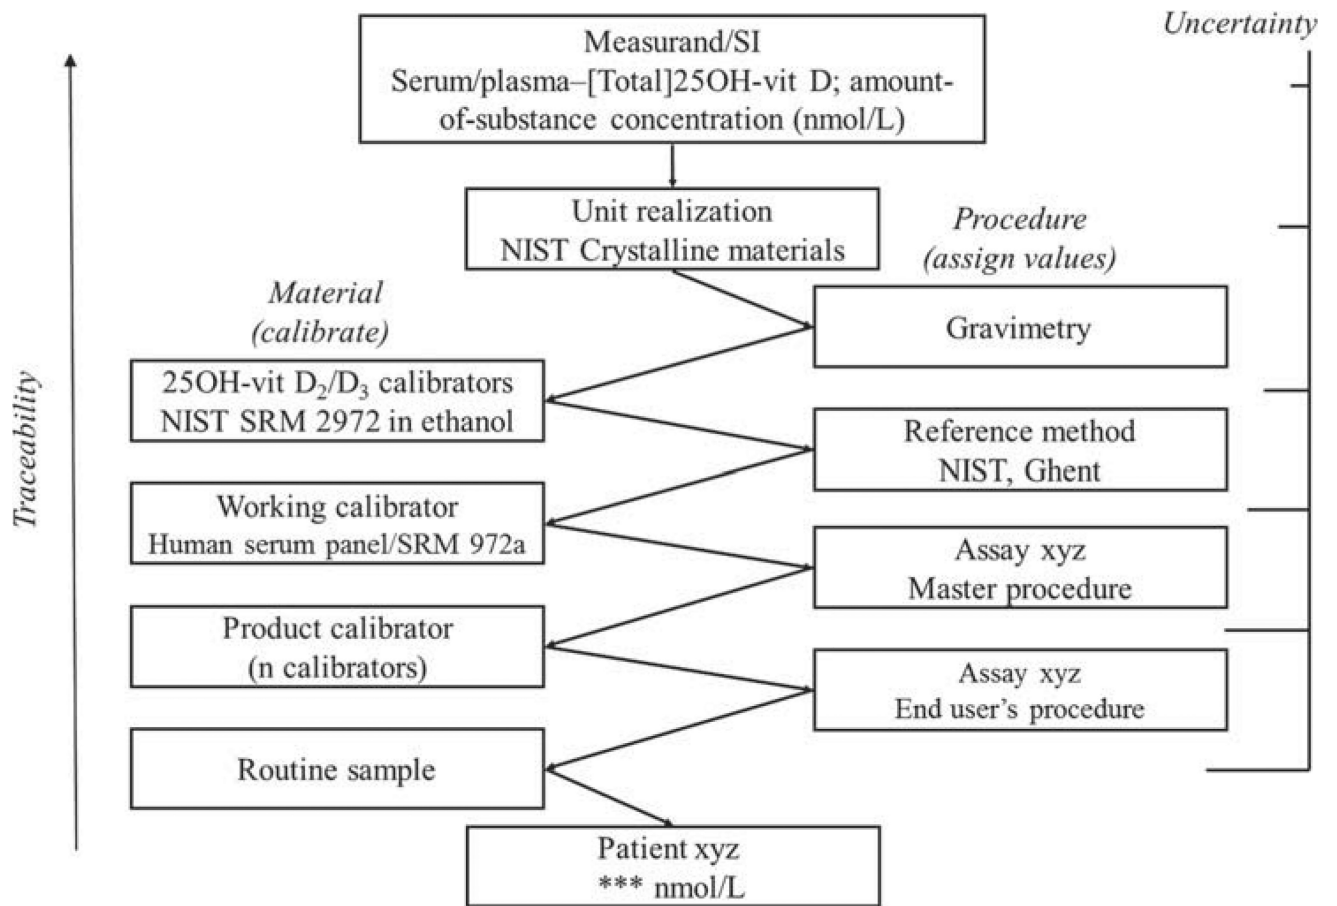 Uncertainty
Measurand/SI
Serum/plasma–[Total]25OH-vit D; amount-
of-substance concentration (nmol/L)
Unit realization
NIST Crystalline materials
Procedure
(assign values)
Material
(calibrate)
Gravimetry
25OH-vit D₂/D₃ calibrators
NIST SRM 2972 in ethanol
Traceability
Reference method
NIST, Ghent
Working calibrator
Human serum panel/SRM 972a
Assay xyz
Master procedure
Product calibrator
(n calibrators)
Assay xyz
End user's procedure
Routine sample
Patient xyz
*** nmol/L